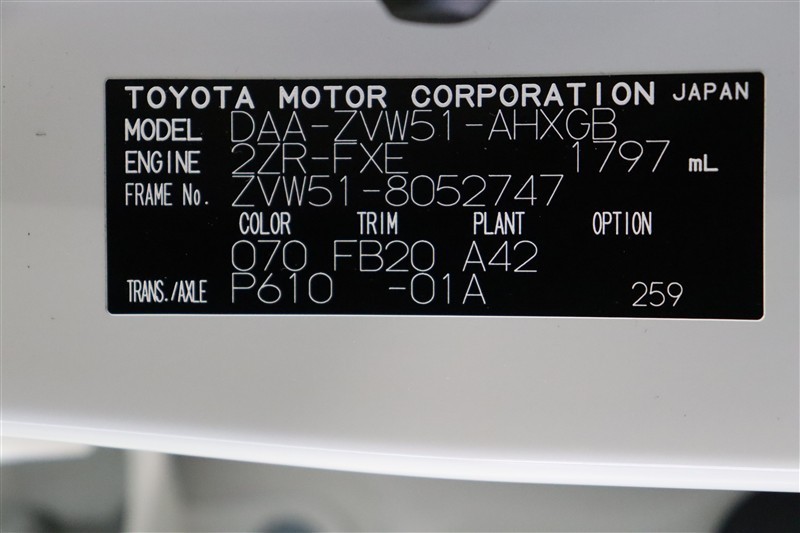 TOYOTA MOTOR CORPORATION JAPAN
MODEL DAA-ZVW51-AHXGB
ENGINE 2ZR-FXE 1797 mL
FRAME No. ZVW51-8052747
COLOR TRIM PLANT OPTION
070 FB20 A42
TRANS./AXLE P610 -01A 259